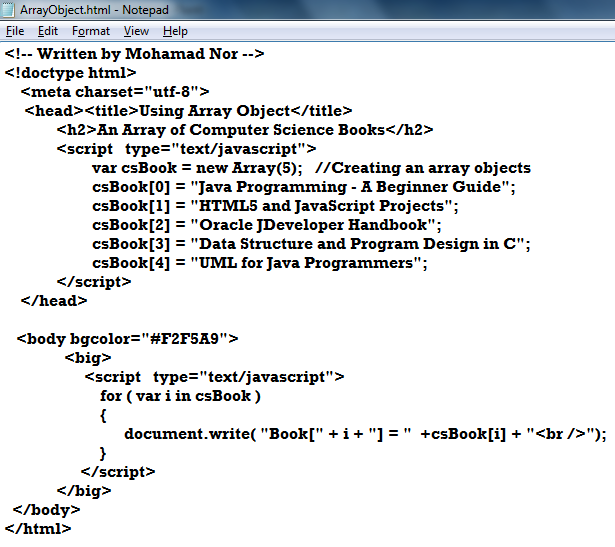 ArrayObject.html - Notepad
File Edit Format View Help
<!-- Written by Mohamad Nor -->
<!doctype html>
<meta charset="utf-8">
<head><title>Using Array Object</title>
<h2>An Array of Computer Science Books</h2>
<script type="text/javascript">
var csBook = new Array(5); //Creating an array objects
csBook[0] = "Java Programming - A Beginner Guide";
csBook[1] = "HTML5 and JavaScript Projects";
csBook[2] = "Oracle JDeveloper Handbook";
csBook[3] = "Data Structure and Program Design in C";
csBook[4] = "UML for Java Programmers";
</script>
</head>
<body bgcolor="#F2F5A9">
<big>
<script type="text/javascript">
for ( var i in csBook )
{
document.write( "Book[" + i + "] = " +csBook[i] + "<br />");
}
</script>
</big>
</body>
</html>